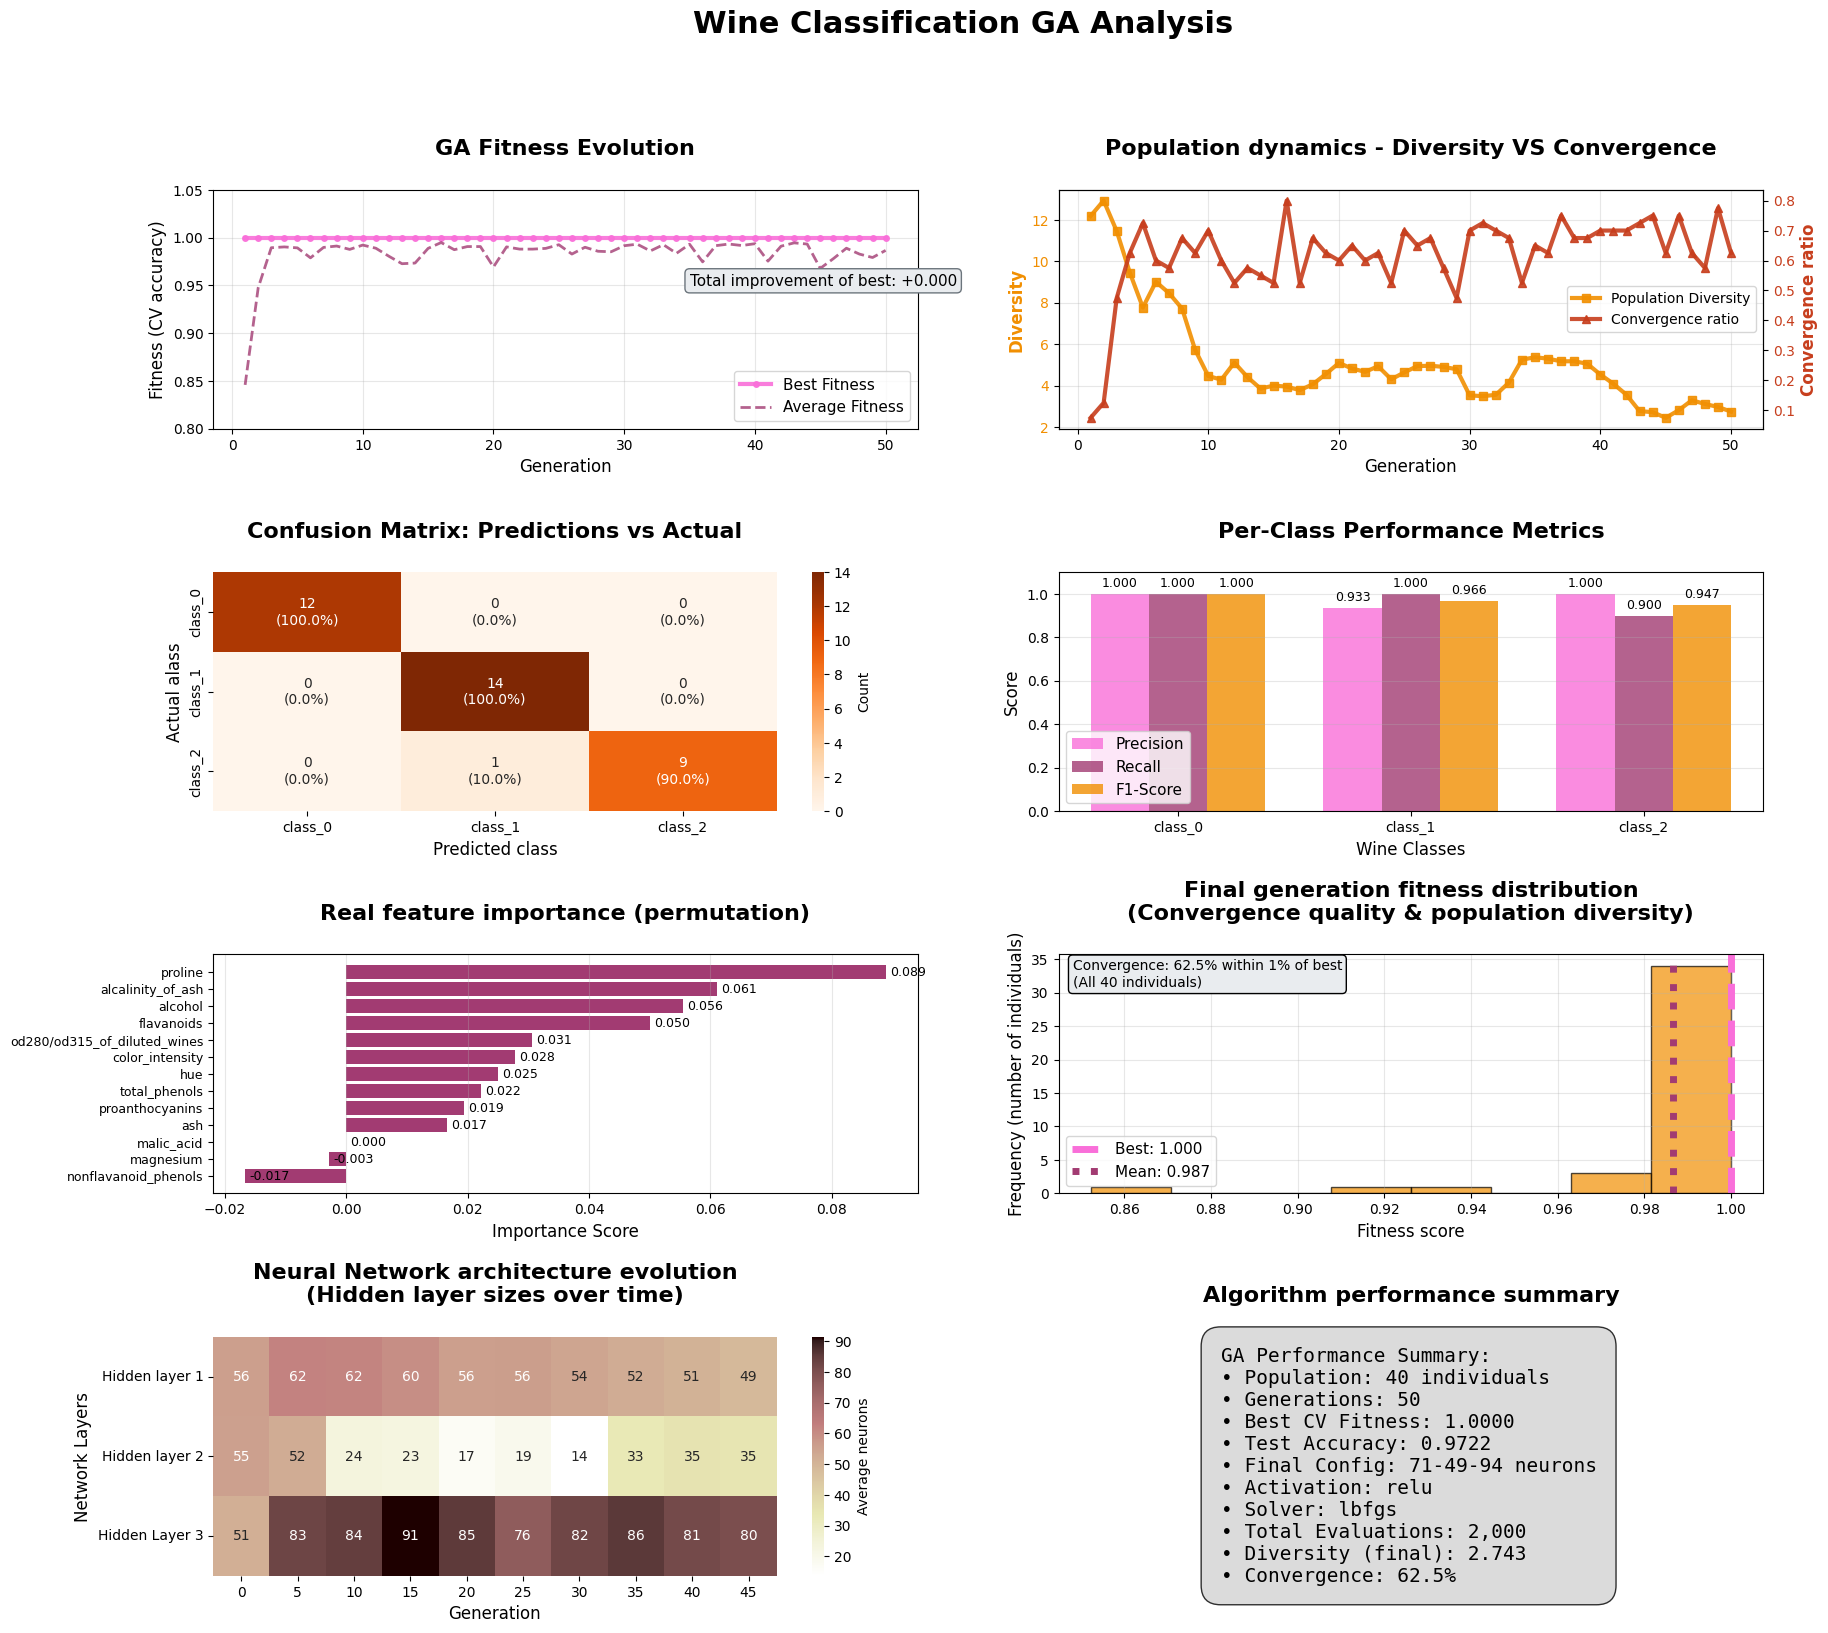 Wine Classification GA Analysis
GA Fitness Evolution
Fitness (CV accuracy)
1.05
1.00
0.95
0.90
0.85
0.80
Total improvement of best: +0.000
Best Fitness
Average Fitness
0 10 20 30 40 50
Generation
Population dynamics - Diversity VS Convergence
Diversity
12
10
8
6
4
2
Population Diversity
Convergence ratio
0.8
0.7
0.6
0.5
0.4
0.3
0.2
0.1
Convergence ratio
0 10 20 30 40 50
Generation
Confusion Matrix: Predictions vs Actual
Actual alass
class_0
class_1
class_2
12 0 0
(100.0%) (0.0%) (0.0%)
0 14 0
(0.0%) (100.0%) (0.0%)
0 1 9
(0.0%) (10.0%) (90.0%)
class_0 class_1 class_2
Predicted class
14
12
10
8
6
4
2
0
Count
Per-Class Performance Metrics
Score
1.0
0.8
0.6
0.4
0.2
0.0
1.000 1.000 1.000 0.933 1.000 0.966 1.000 0.900 0.947
Precision
Recall
F1-Score
class_0 class_1 class_2
Wine Classes
Real feature importance (permutation)
proline 0.089
alcalinity_of_ash 0.061
alcohol 0.056
flavanoids 0.050
od280/od315_of_diluted_wines 0.031
color_intensity 0.028
hue 0.025
total_phenols 0.022
proanthocyanins 0.019
ash 0.017
malic_acid 0.000
magnesium -0.003
nonflavanoid_phenols -0.017
−0.02 0.00 0.02 0.04 0.06 0.08
Importance Score
Final generation fitness distribution
(Convergence quality & population diversity)
Frequency (number of individuals)
35
30
25
20
15
10
5
0
Convergence: 62.5% within 1% of best
(All 40 individuals)
Best: 1.000
Mean: 0.987
0.86 0.88 0.90 0.92 0.94 0.96 0.98 1.00
Fitness score
Neural Network architecture evolution
(Hidden layer sizes over time)
Network Layers
Hidden layer 1 56 62 62 60 56 56 54 52 51 49
Hidden layer 2 55 52 24 23 17 19 14 33 35 35
Hidden Layer 3 51 83 84 91 85 76 82 86 81 80
0 5 10 15 20 25 30 35 40 45
Generation
90
80
70
60
50
40
30
20
Average neurons
Algorithm performance summary
GA Performance Summary:
• Population: 40 individuals
• Generations: 50
• Best CV Fitness: 1.0000
• Test Accuracy: 0.9722
• Final Config: 71-49-94 neurons
• Activation: relu
• Solver: lbfgs
• Total Evaluations: 2,000
• Diversity (final): 2.743
• Convergence: 62.5%